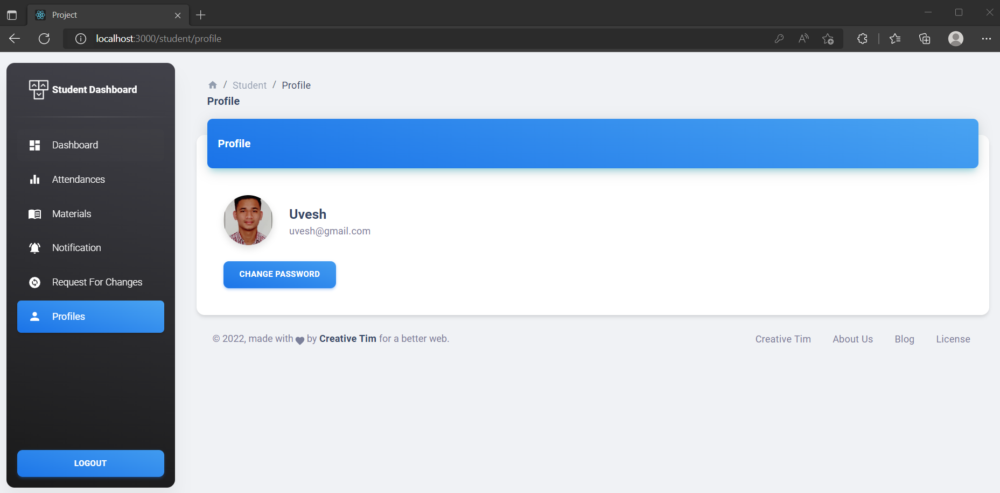 Project
localhost:3000/student/profile
Student Dashboard
Dashboard
Attendances
Materials
Notification
Request For Changes
Profiles
LOGOUT
/ Student / Profile
Profile
Profile
Uvesh
uvesh@gmail.com
CHANGE PASSWORD
© 2022, made with by Creative Tim for a better web.
Creative Tim About Us Blog License